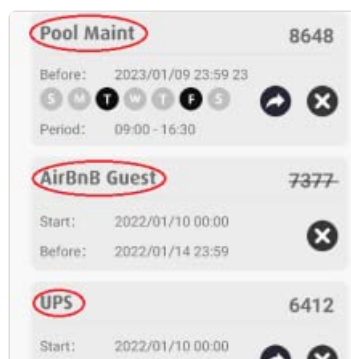 Pool Maint 8648
Before: 2023/01/09 23:59 23
S M T W T F S
Period: 09:00 - 16:30
AirBnB Guest 7377
Start: 2022/01/10 00:00
Before: 2022/01/14 23:59
UPS 6412
Start: 2022/01/10 00:00